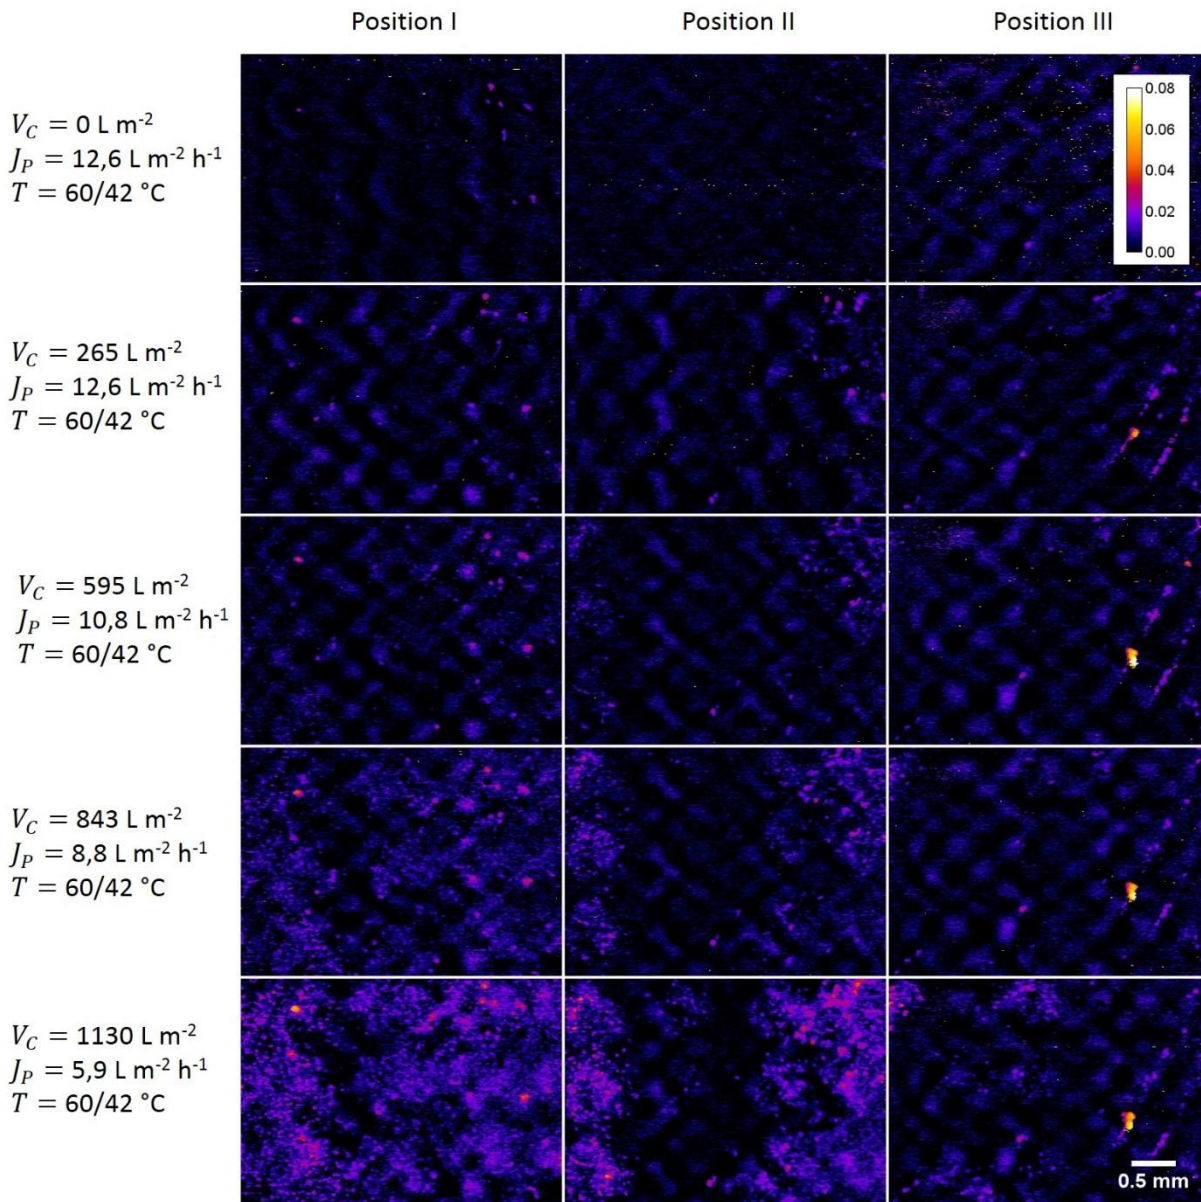 Position I
Position II
Position III
V_C = 0 L m⁻²
J_P = 12,6 L m⁻² h⁻¹
T = 60/42 °C
0.08
0.06
0.04
0.02
0.00
V_C = 265 L m⁻²
J_P = 12,6 L m⁻² h⁻¹
T = 60/42 °C
V_C = 595 L m⁻²
J_P = 10,8 L m⁻² h⁻¹
T = 60/42 °C
V_C = 843 L m⁻²
J_P = 8,8 L m⁻² h⁻¹
T = 60/42 °C
V_C = 1130 L m⁻²
J_P = 5,9 L m⁻² h⁻¹
T = 60/42 °C
0.5 mm